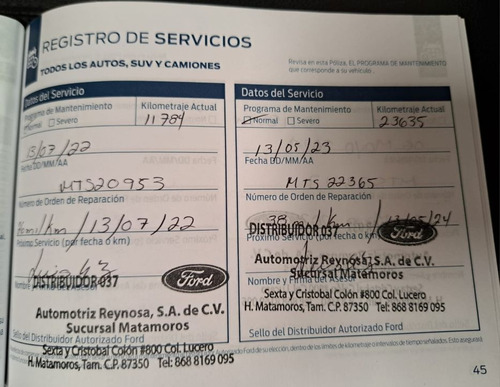 REGISTRO DE SERVICIOS
TODOS LOS AUTOS, SUV Y CAMIONES
Revisa en esta Póliza, EL PROGRAMA DE MANTENIMIENTO
que corresponde a su vehículo
Datos del Servicio
Programa de Mantenimiento
Kilometraje Actual
Normal Severo
11784
13/07/22
Fecha DD/MM/AA
MTS20953
Número de Orden de Reparación
/13/07/22
Próximo Servicio (por fecha o km)
DISTRIBUIDOR 037
Ford
Automotriz Reynosa, S.A. de C.V.
Sucursal Matamoros
Sello del Distribuidor Autorizado Ford
Sexta y Cristobal Colón #800 Col. Lucero
H. Matamoros, Tam. C.P. 87350 Tel: 868 8169 095
Datos del Servicio
Programa de Mantenimiento
Kilometraje Actual
Normal Severo
23635
13/05/23
Fecha DD/MM/AA
MTS 22365
Número de Orden de Reparación
13/05/24
DISTRIBUIDOR 037
Próximo Servicio (por fecha o km)
Ford
Automotriz Reynosa, S.A. de C.V.
Sucursal Matamoros
Nombre y Firma del Asesor
Sexta y Cristobal Colón #800 Col. Lucero
H. Matamoros, Tam. C.P. 87350 Tel: 868 8169 095
Sello del Distribuidor Autorizado Ford
45